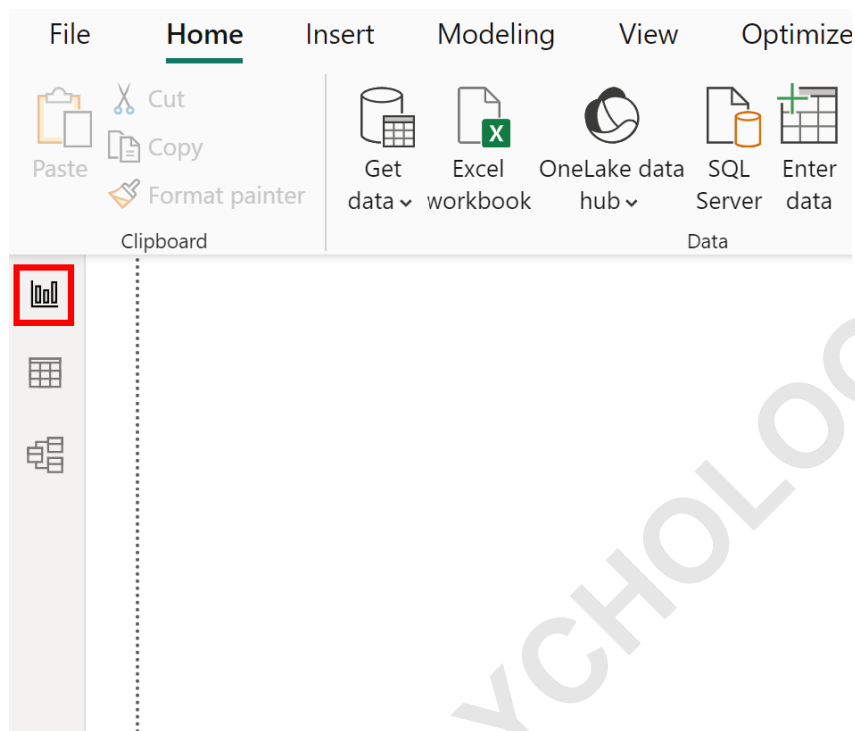 File Home Insert Modeling View Optimize
Cut
Copy
Paste
Format painter
Get data
Excel workbook
OneLake data hub
SQL Server
Enter data
Clipboard
Data
YCHOLO